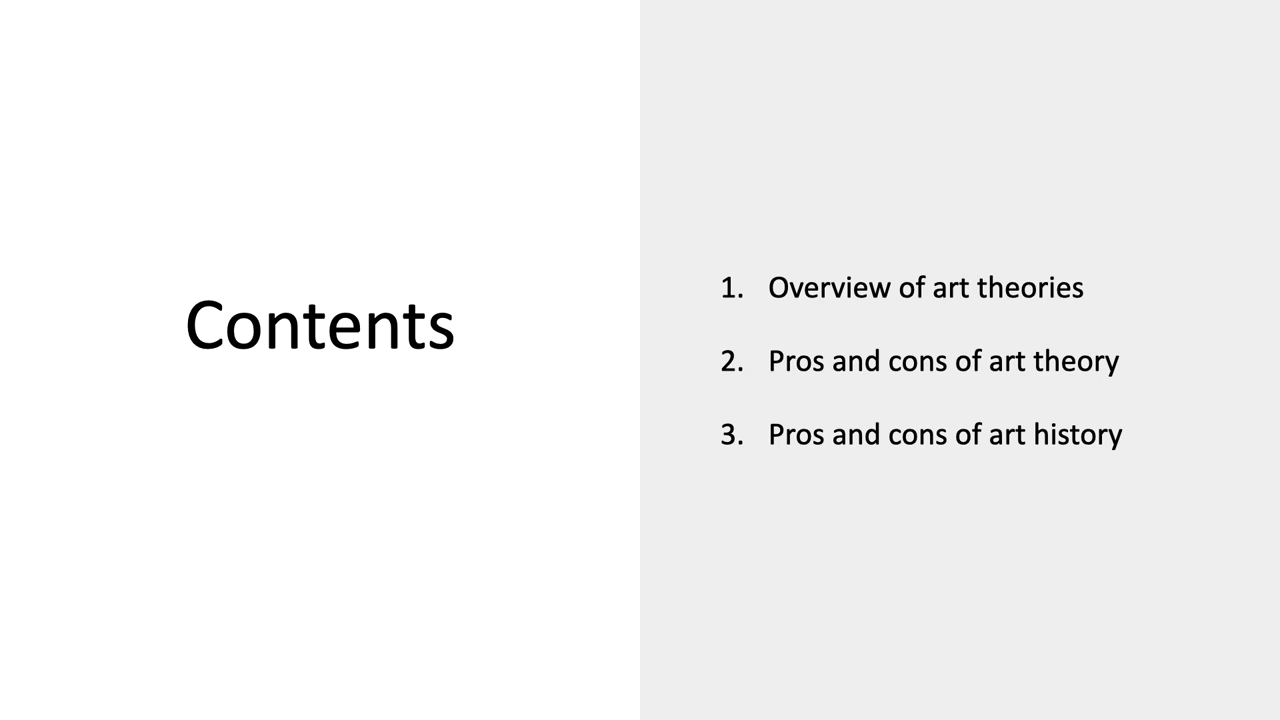 Contents
1. Overview of art theories
2. Pros and cons of art theory
3. Pros and cons of art history